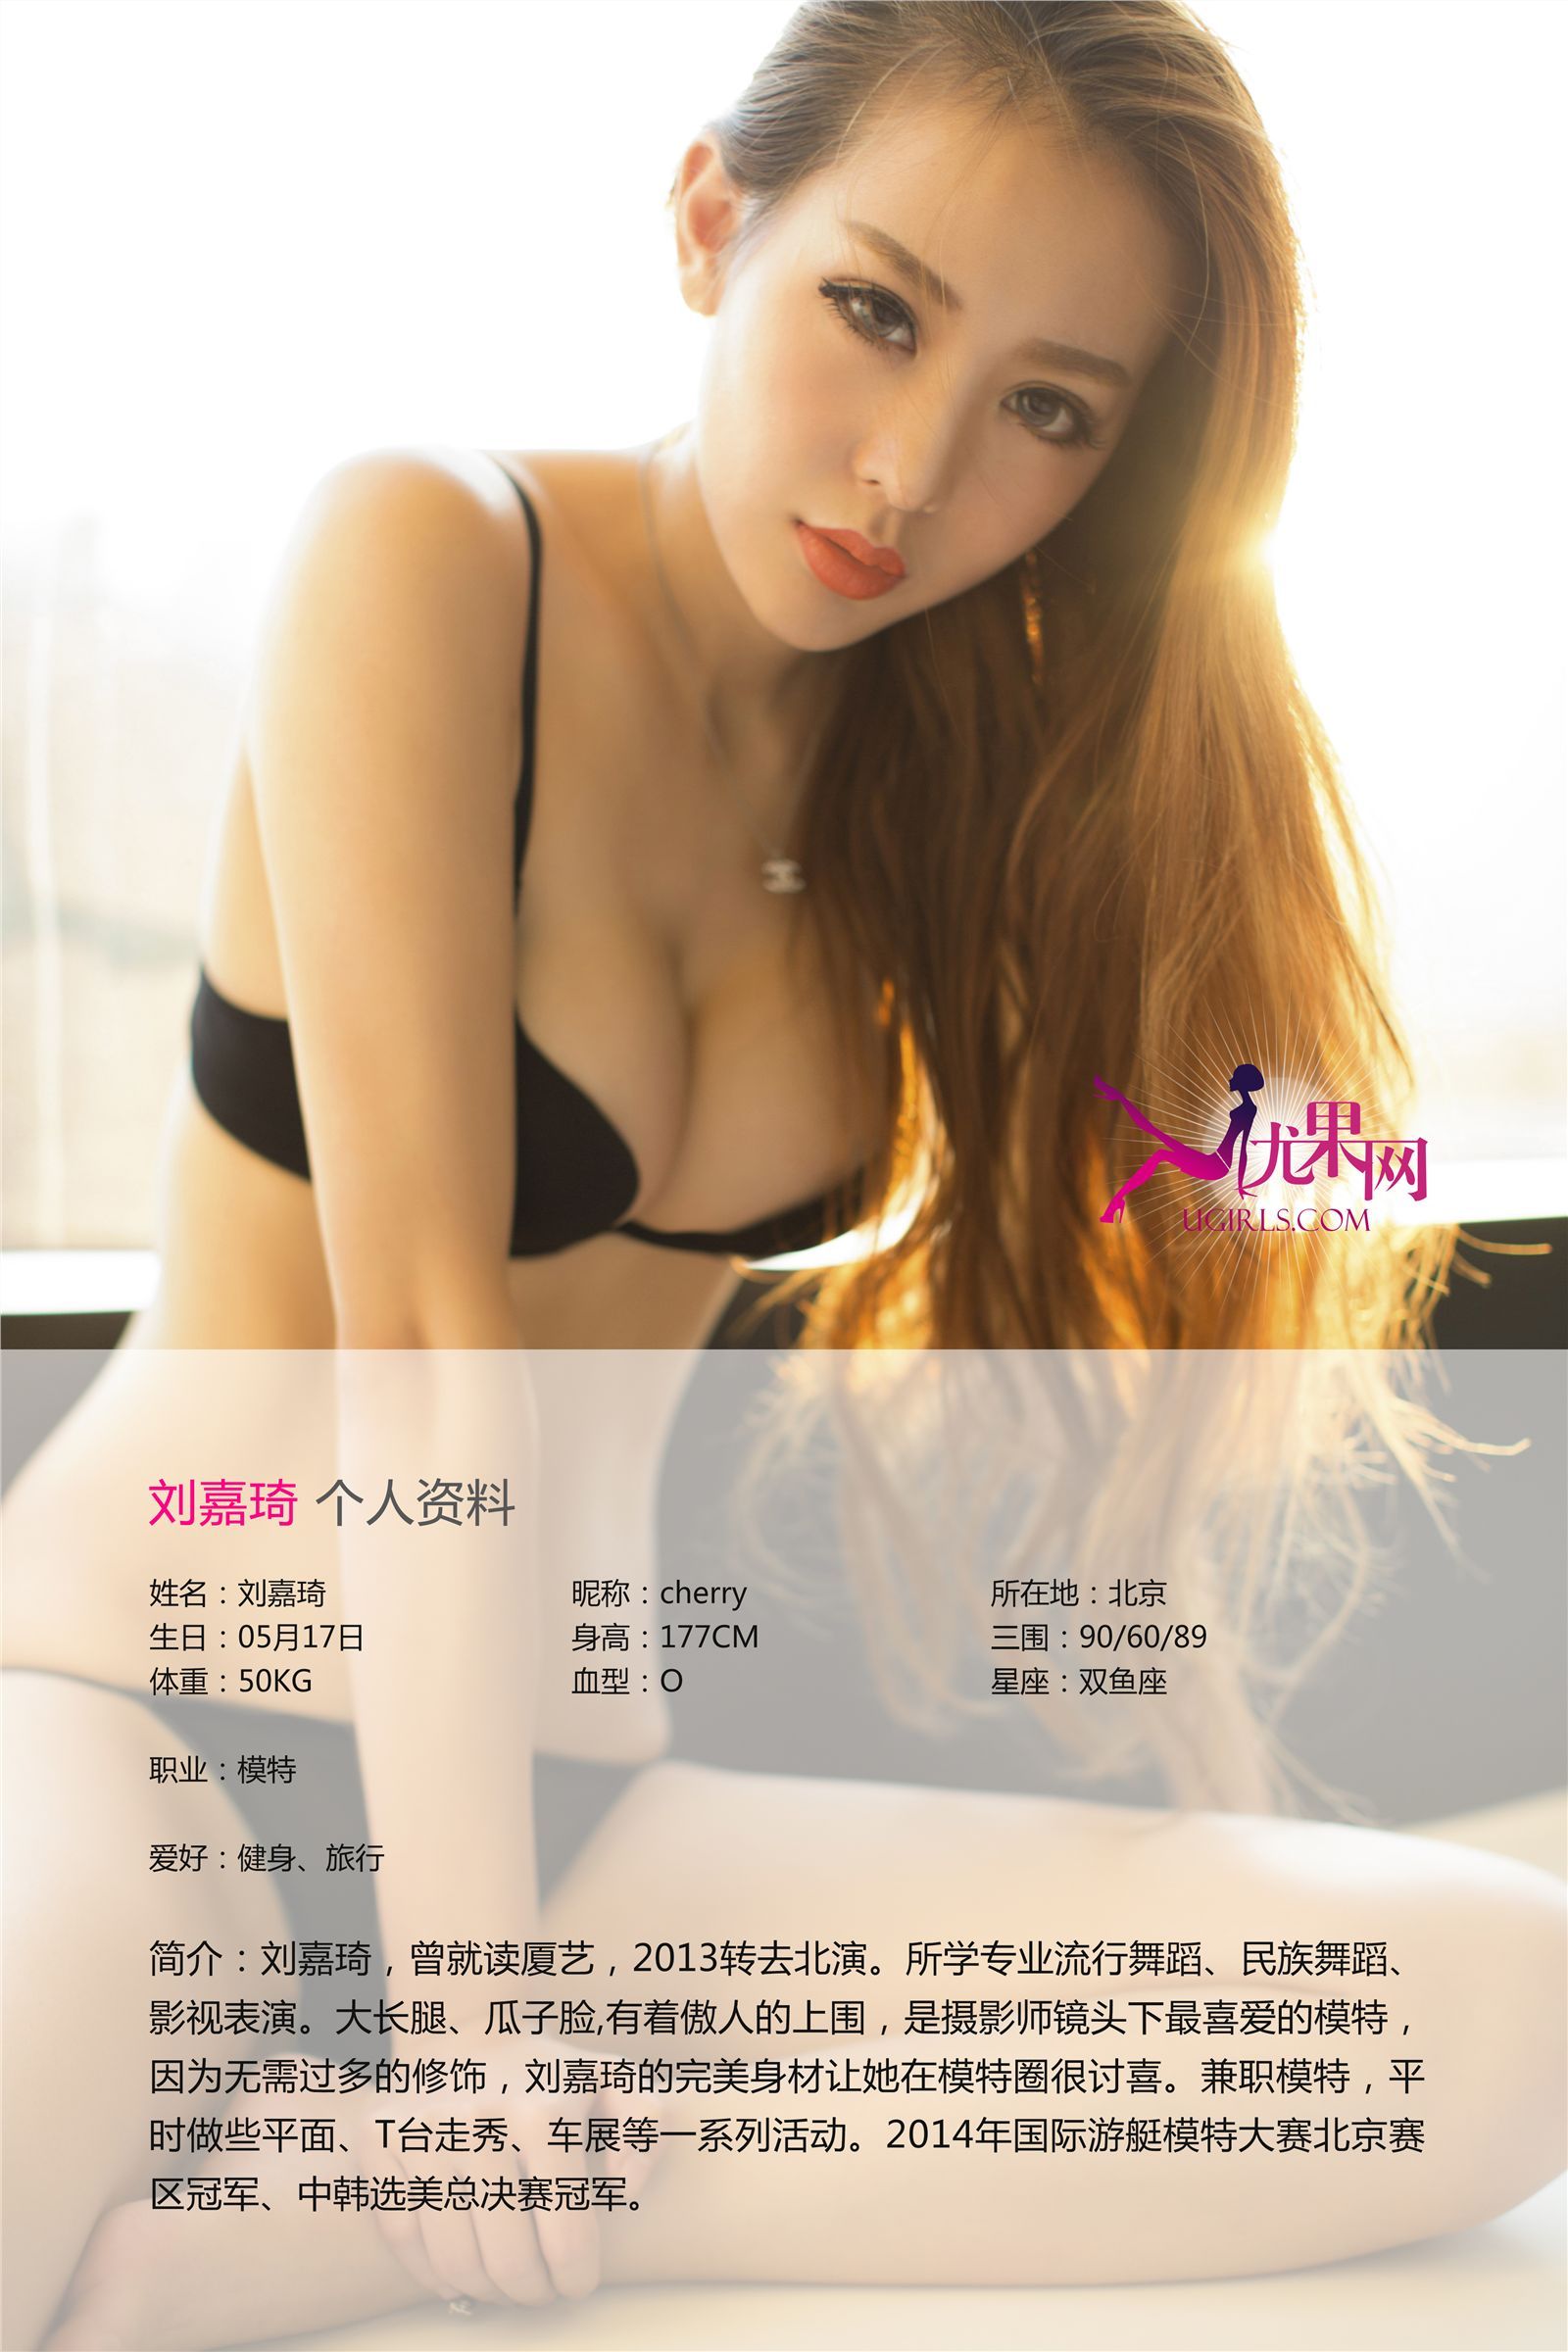 尤果网
UGIRLS.COM
刘嘉琦 个人资料
姓名：刘嘉琦 昵称：cherry 所在地：北京
生日：05月17日 身高：177CM 三围：90/60/89
体重：50KG 血型：O 星座：双鱼座
职业：模特
爱好：健身、旅行
简介：刘嘉琦，曾就读厦艺，2013转去北演。所学专业流行舞蹈、民族舞蹈、
影视表演。大长腿、瓜子脸,有着傲人的上围，是摄影师镜头下最喜爱的模特，
因为无需过多的修饰，刘嘉琦的完美身材让她在模特圈很讨喜。兼职模特，平
时做些平面、T台走秀、车展等一系列活动。2014年国际游艇模特大赛北京赛
区冠军、中韩选美总决赛冠军。